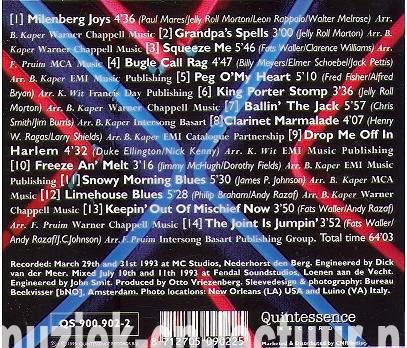 [1] Milenberg Joys 4'36 (Paul Mares/Jelly Roll Morton/Leon Rappalo/Walter Melrose) Arr.
B. Kaper Warner Chappell Music [2] Grandpa's Spells 3'00 (Jelly Roll Morton) Arr. B.
Kaper Warner Chappell Music [3] Squeeze Me 5'46 (Fats Waller/Clarence Williams) Arr.
F. Pruim MCA Music [4] Bugle Call Rag 4'47 (Billy Meyers/Elmer Schoebel/Jack Pettis)
Arr. B. Kaper EMI Music Publishing [5] Peg O'My Heart 5'10 (Fred Fisher/Alfred
Bryan) Arr. K. Wit Francis Day Publishing [6] King Porter Stomp 3'36 (Jelly Roll
Morton) Arr. B. Kaper Warner Chappell Music [7] Ballin' The Jack 5'57 (Chris
Smith/Jim Burris) Arr. B. Kaper Intersong Basart [8] Clarinet Marmalade 4'07 (Henry
W. Ragas/Larry Shields) Arr. B. Kaper EMI Catalogue Partnership [9] Drop Me Off In
Harlem 4'32 (Duke Ellington/Nick Kenny) Arr. K. Wit EMI Music Publishing
[10] Freeze An' Melt 3'16 (Jimmy McHugh/Dorothy Fields) Arr. B. Kaper EMI Music
Publishing [11] Snowy Morning Blues 5'30 (James P. Johnson) Arr. B. Kaper MCA Music
[12] Limehouse Blues 5'28 (Philip Braham/Andy Razaf) Arr. B. Kaper Warner
Chappell Music [13] Keepin' Out Of Mischief Now 3'50 (Fats Waller/Andy
Razaf) Arr. F. Pruim Warner Chappell Music [14] The Joint Is Jumpin' 3'52 (Fats Waller/
Andy Razaf/J.C.Johnson) Arr. F. Pruim Intersong Basart Publishing Group. Total time 64'03
Recorded: March 29th and 31st 1993 at MC Studios, Nederhorst den Berg. Engineered by Dick
van der Meer. Mixed July 10th and 11th 1993 at Fendal Soundstudios, Loenen aan de Vecht.
Engineered by John Smit. Produced by Otto Vriezenberg. Sleevedesign & photography: Bureau
Beekvisser [bNO], Amsterdam. Photo locations: New Orleans (LA) USA and Luino (VA) Italy.
QS 900.902-2
Quintessence
RECORDS
8 712705 090225